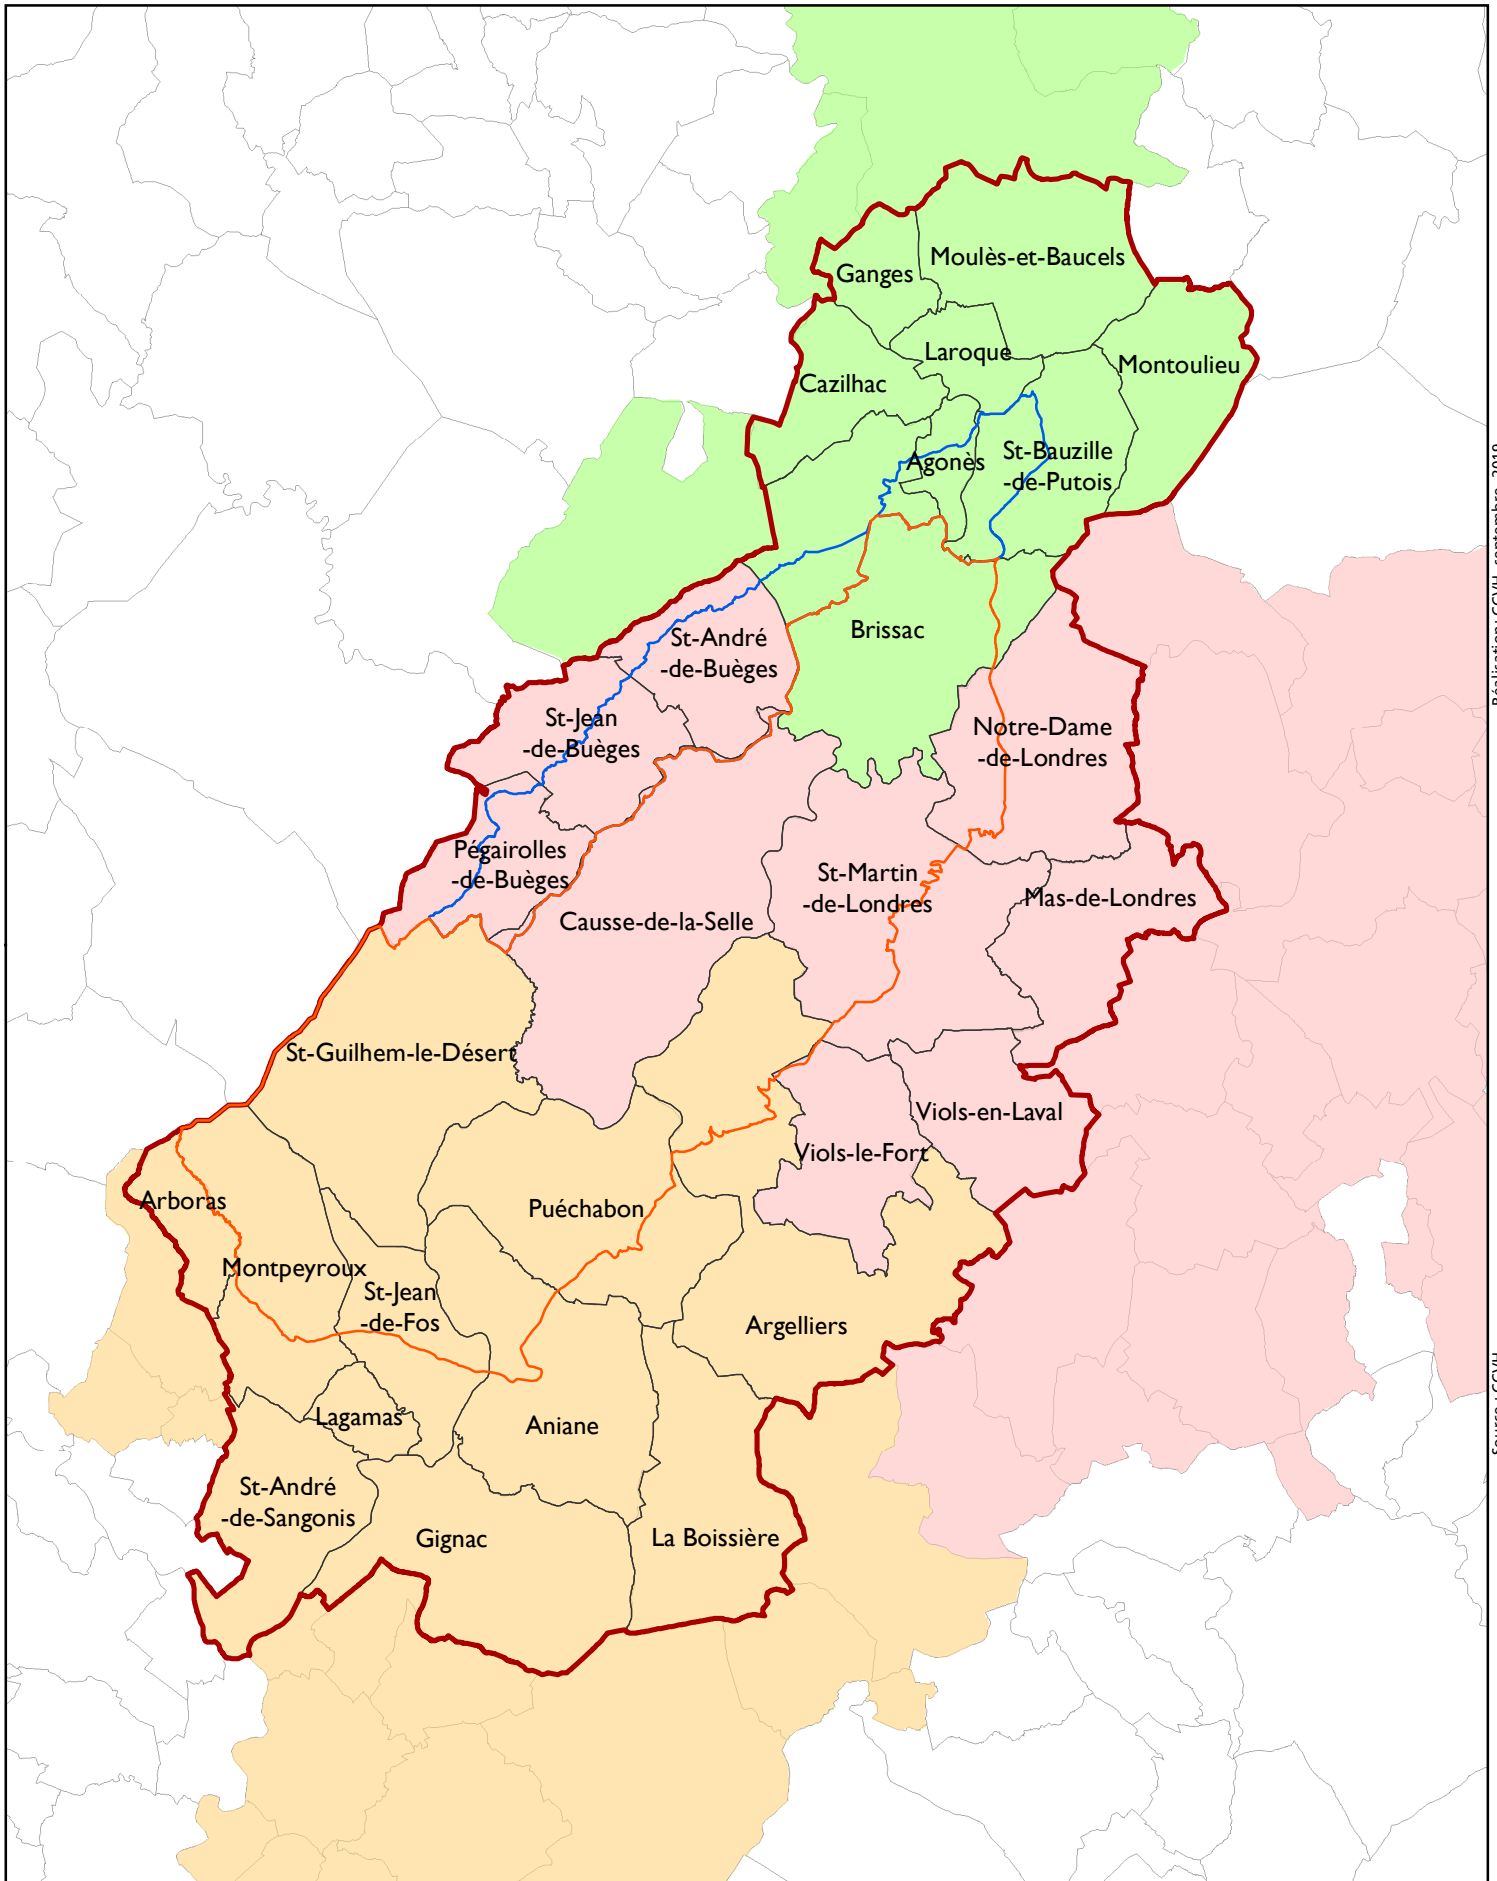 Moulès-et-Baucels
Ganges
Laroque
Montoulieu
Cazilhac
Agonès
St-Bauzille
-de-Putois
Brissac
St-André
-de-Buèges
St-Jean
-de-Buèges
Notre-Dame
-de-Londres
Pégairolles
-de-Buèges
St-Martin
-de-Londres
Mas-de-Londres
Causse-de-la-Selle
St-Guilhem-le-Désert
Viols-en-Laval
Viols-le-Fort
Arboras
Puéchabon
Montpeyroux
St-Jean
-de-Fos
Argelliers
Lagamas
Aniane
St-André
-de-Sangonis
Gignac
La Boissière